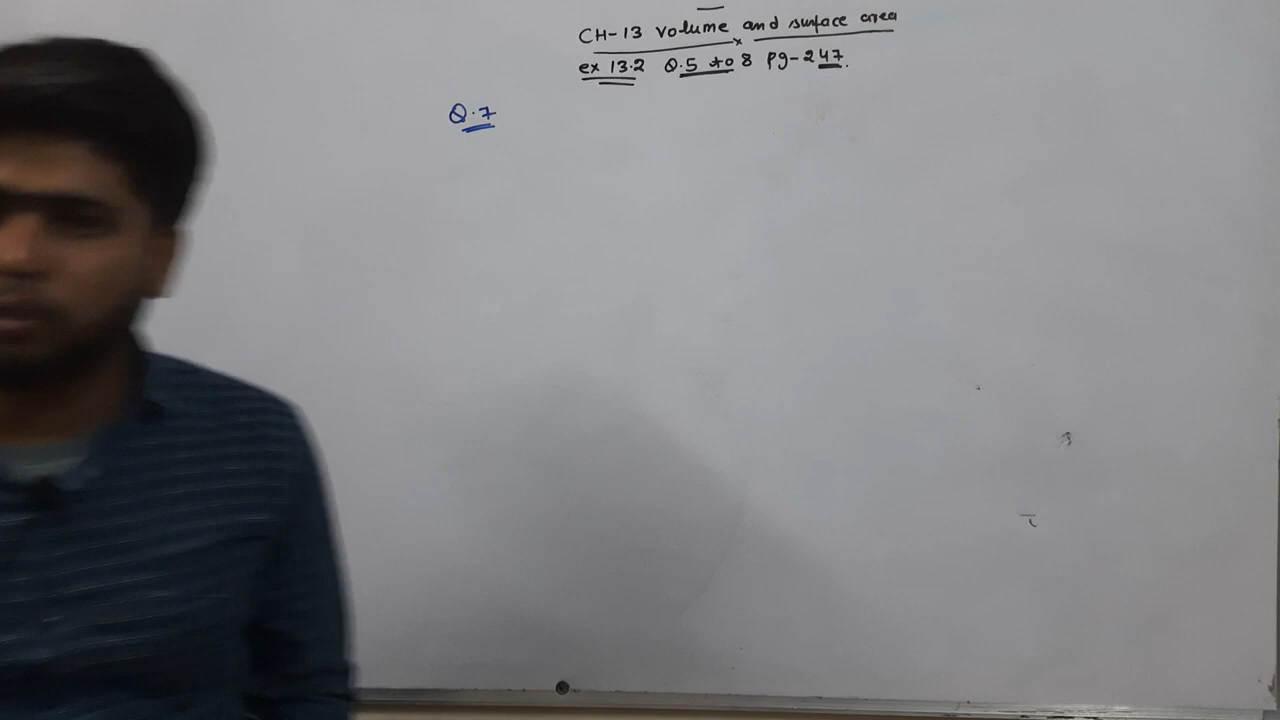 CH-13 Volume and surface area
ex 13.2 Q.5 to 8 Pg-247.
Q.7